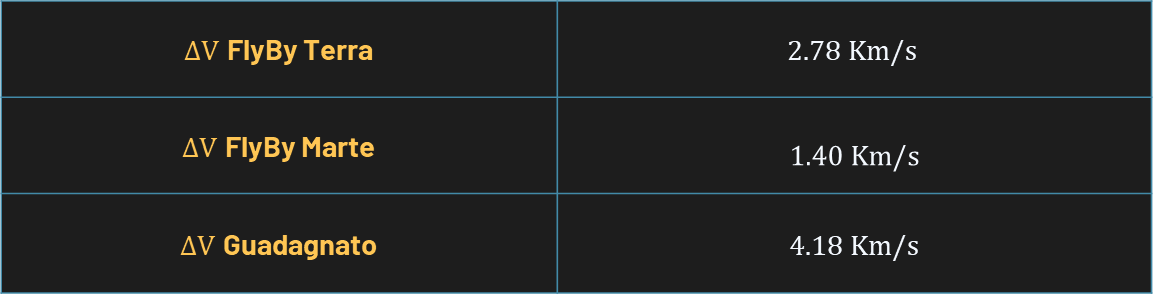 ΔV FlyBy Terra 2.78 Km/s
ΔV FlyBy Marte 1.40 Km/s
ΔV Guadagnato 4.18 Km/s